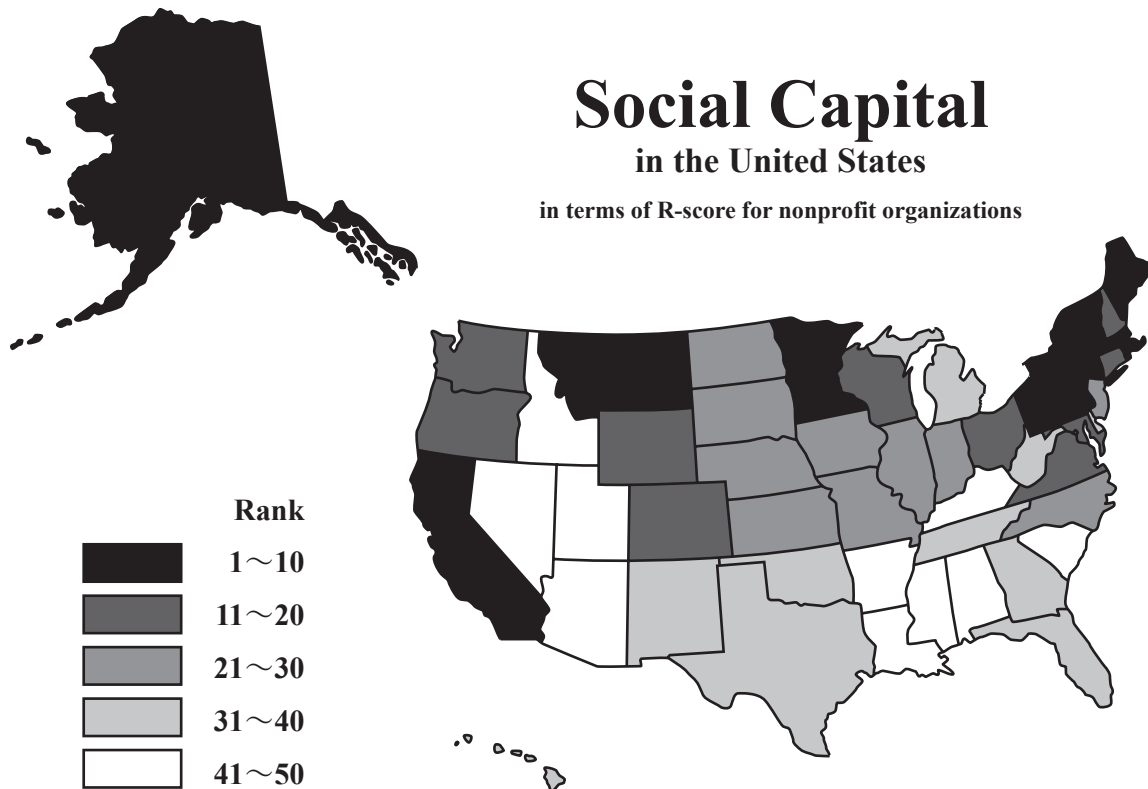 Social Capital
in the United States
in terms of R-score for nonprofit organizations
Rank
1～10
11～20
21～30
31～40
41～50